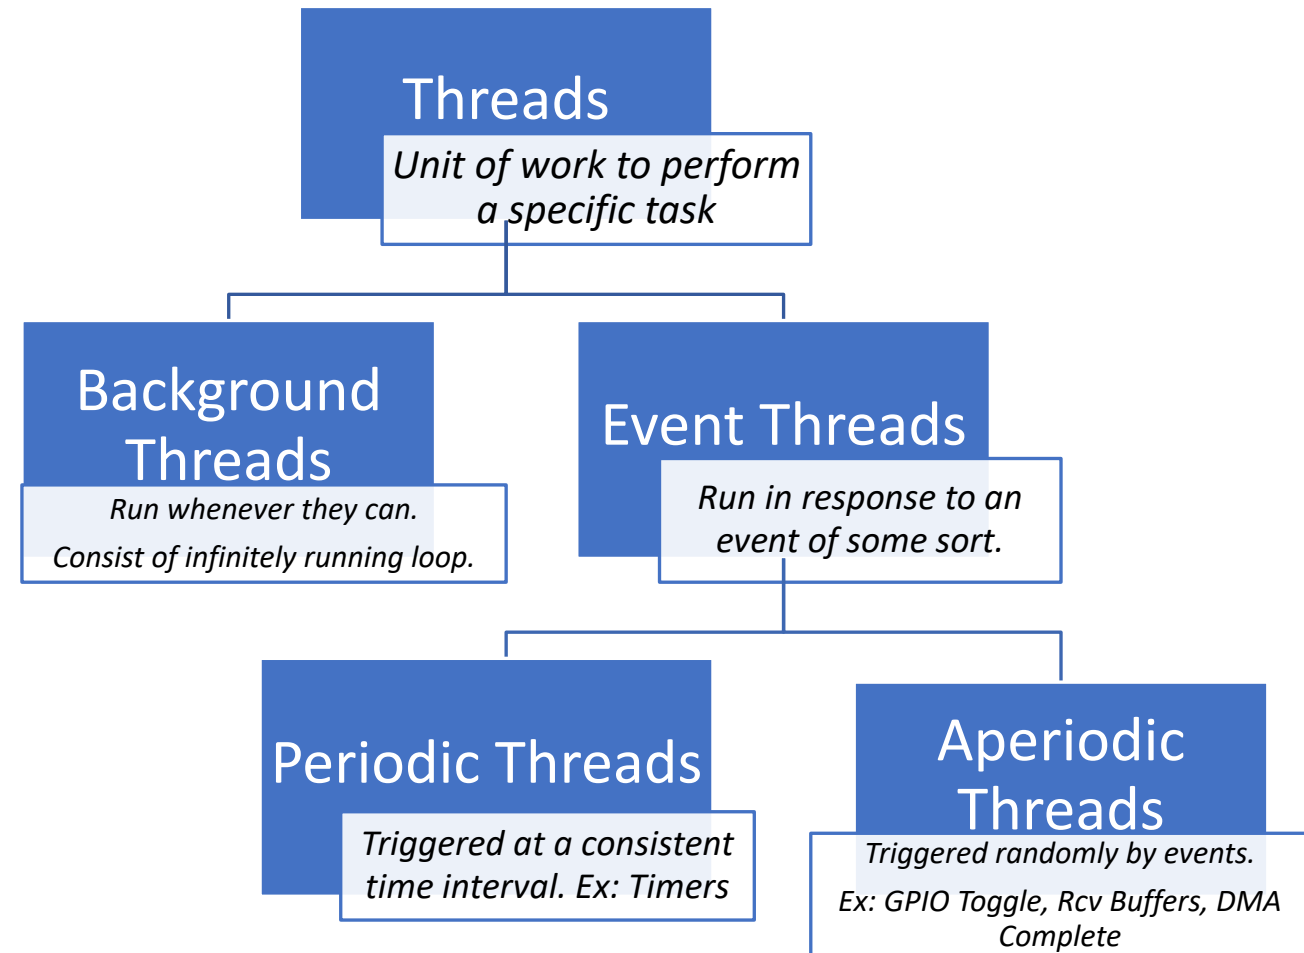 Threads
Unit of work to perform
a specific task
Background
Threads
Run whenever they can.
Consist of infinitely running loop.
Event Threads
Run in response to an
event of some sort.
Periodic Threads
Triggered at a consistent
time interval. Ex: Timers
Aperiodic
Threads
Triggered randomly by events.
Ex: GPIO Toggle, Rcv Buffers, DMA
Complete